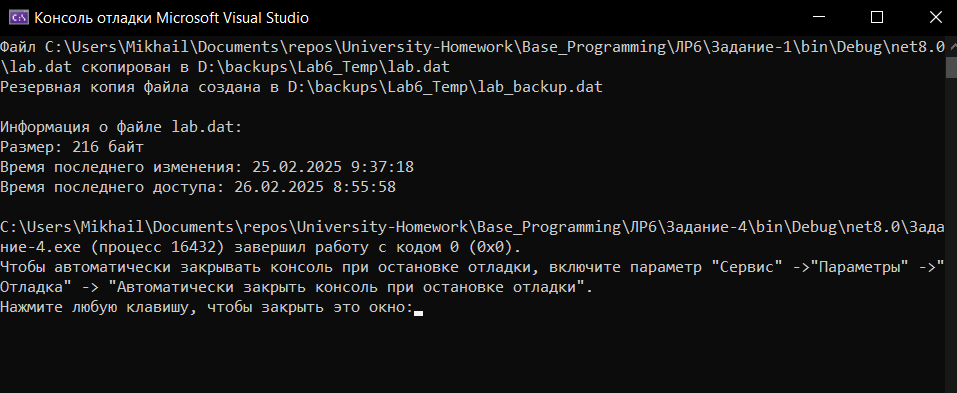 Консоль отладки Microsoft Visual Studio
Файл C:\Users\Mikhail\Documents\repos\University-Homework\Base_Programming\ЛР6\Задание-1\bin\Debug\net8.0
\lab.dat скопирован в D:\backups\Lab6_Temp\lab.dat
Резервная копия файла создана в D:\backups\Lab6_Temp\lab_backup.dat
Информация о файле lab.dat:
Размер: 216 байт
Время последнего изменения: 25.02.2025 9:37:18
Время последнего доступа: 26.02.2025 8:55:58
C:\Users\Mikhail\Documents\repos\University-Homework\Base_Programming\ЛР6\Задание-4\bin\Debug\net8.0\Зада
ние-4.exe (процесс 16432) завершил работу с кодом 0 (0x0).
Чтобы автоматически закрывать консоль при остановке отладки, включите параметр "Сервис" ->"Параметры" ->"
Отладка" -> "Автоматически закрыть консоль при остановке отладки".
Нажмите любую клавишу, чтобы закрыть это окно: